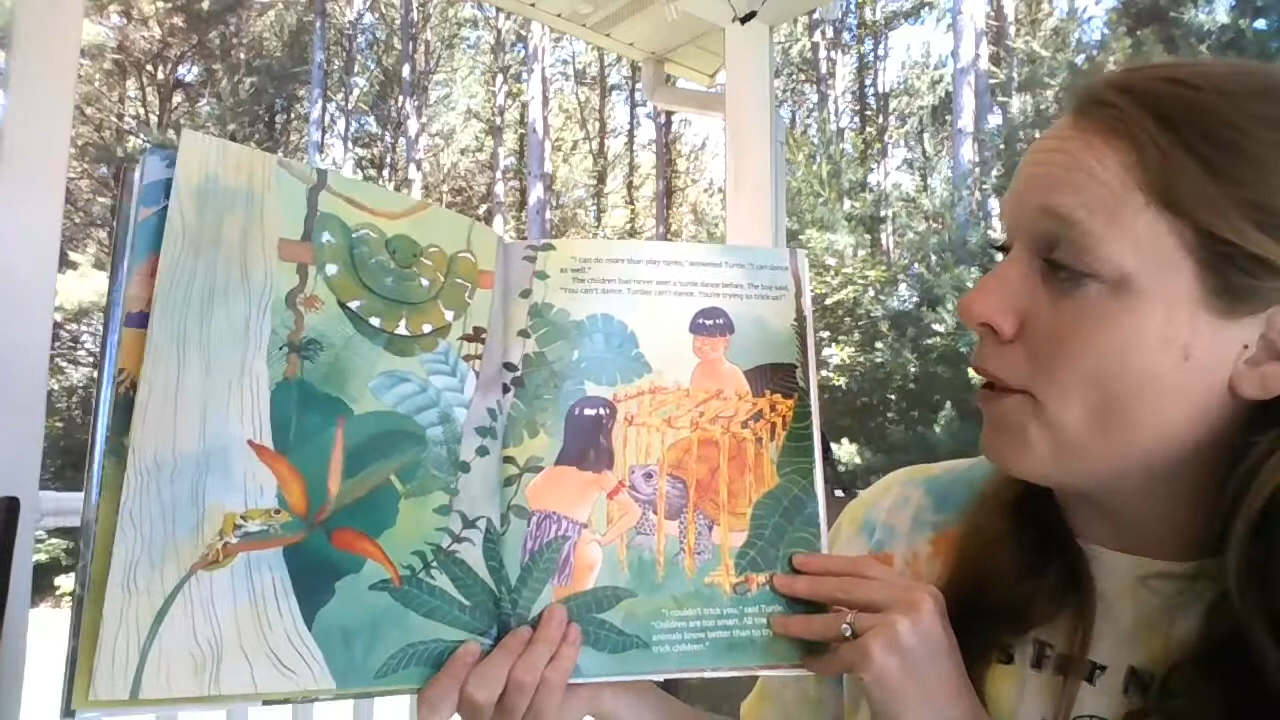 "I can do more than play tunes," answered Turtle. "I can dance
as well."
The children had never seen a turtle dance before. The boy said,
"You can't dance. Turtles can't dance. You're trying to trick us!"
"I couldn't trick you," said Turtle.
"Children are too smart. All the
animals know better than to try
trick children."
S FOR N